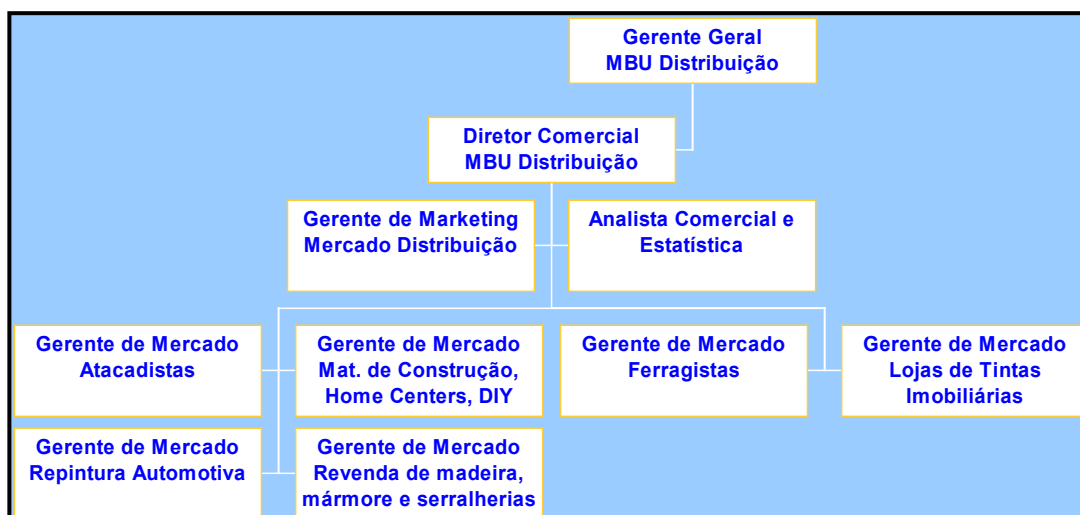 Gerente Geral
MBU Distribuição
Diretor Comercial
MBU Distribuição
Gerente de Marketing
Mercado Distribuição
Analista Comercial e
Estatística
Gerente de Mercado
Atacadistas
Gerente de Mercado
Mat. de Construção,
Home Centers, DIY
Gerente de Mercado
Ferragistas
Gerente de Mercado
Lojas de Tintas
Imobiliárias
Gerente de Mercado
Repintura Automotiva
Gerente de Mercado
Revenda de madeira,
mármore e serralherias